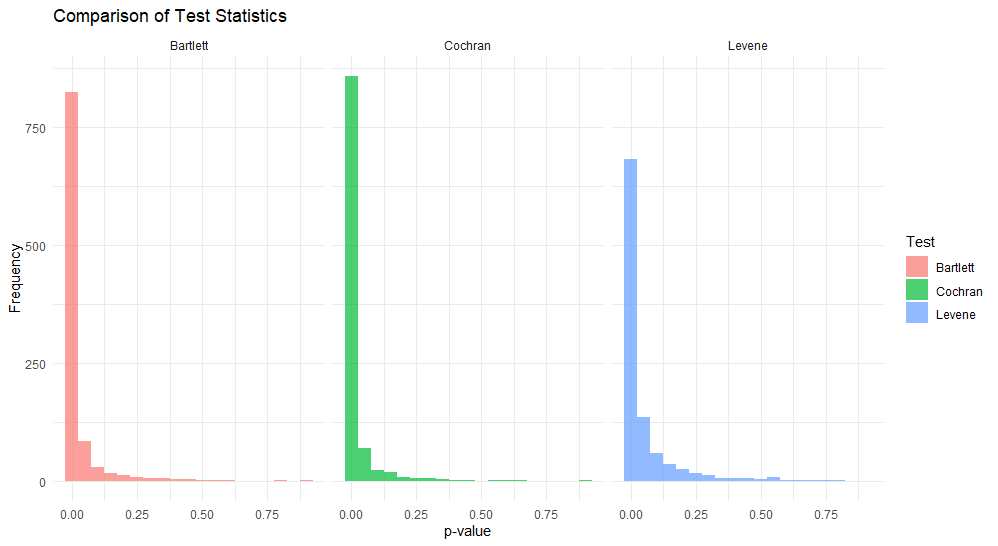 Comparison of Test Statistics
Bartlett Cochran Levene
750
500
250
0
Frequency
0.00 0.25 0.50 0.75 0.00 0.25 0.50 0.75 0.00 0.25 0.50 0.75
p-value
Test
Bartlett
Cochran
Levene